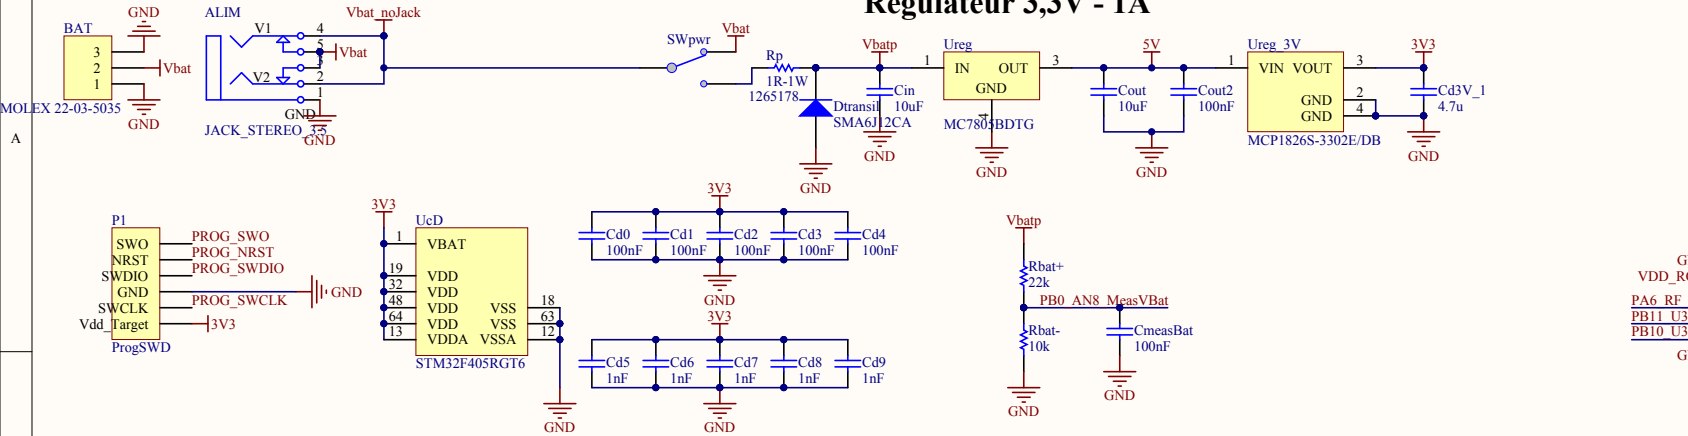 Régulateur 3,3V - 1A
BAT
GND
3
2
1
Vbat
MOLEX 22-03-5035
GND
ALIM
V1
V2
4
5
3
2
1
Vbat
GND
JACK_STEREO_3.5
GND
Vbat_noJack
SWpwr
Vbat
Rp
1R-1W
1265178
Dtransil
SMA6J12CA
GND
Vbatp
Cin
10uF
GND
Ureg
1
IN OUT
3
GND
4
MC7805BDTG
GND
5V
Cout
10uF
Cout2
100nF
GND
Ureg_3V
1
VIN VOUT
3
GND
2
GND
4
MCP1826S-3302E/DB
3V3
Cd3V_1
4.7u
GND
A
P1
SWO
PROG_SWO
NRST
PROG_NRST
SWDIO
PROG_SWDIO
GND
GND
SWCLK
PROG_SWCLK
Vdd_Target
3V3
ProgSWD
3V3
UcD
1
VBAT
19
VDD
32
VDD
48
VDD
VSS
18
64
VDD
VSS
63
13
VDDA
VSSA
12
STM32F405RGT6
GND
3V3
Cd0
100nF
Cd1
100nF
Cd2
100nF
Cd3
100nF
Cd4
100nF
GND
3V3
Cd5
1nF
Cd6
1nF
Cd7
1nF
Cd8
1nF
Cd9
1nF
GND
Vbatp
Rbat+
22k
PB0_AN8_MeasVBat
Rbat-
10k
GND
CmeasBat
100nF
GND
G
VDD_R
PA6_RF
PB11_U3
PB10_U3
G